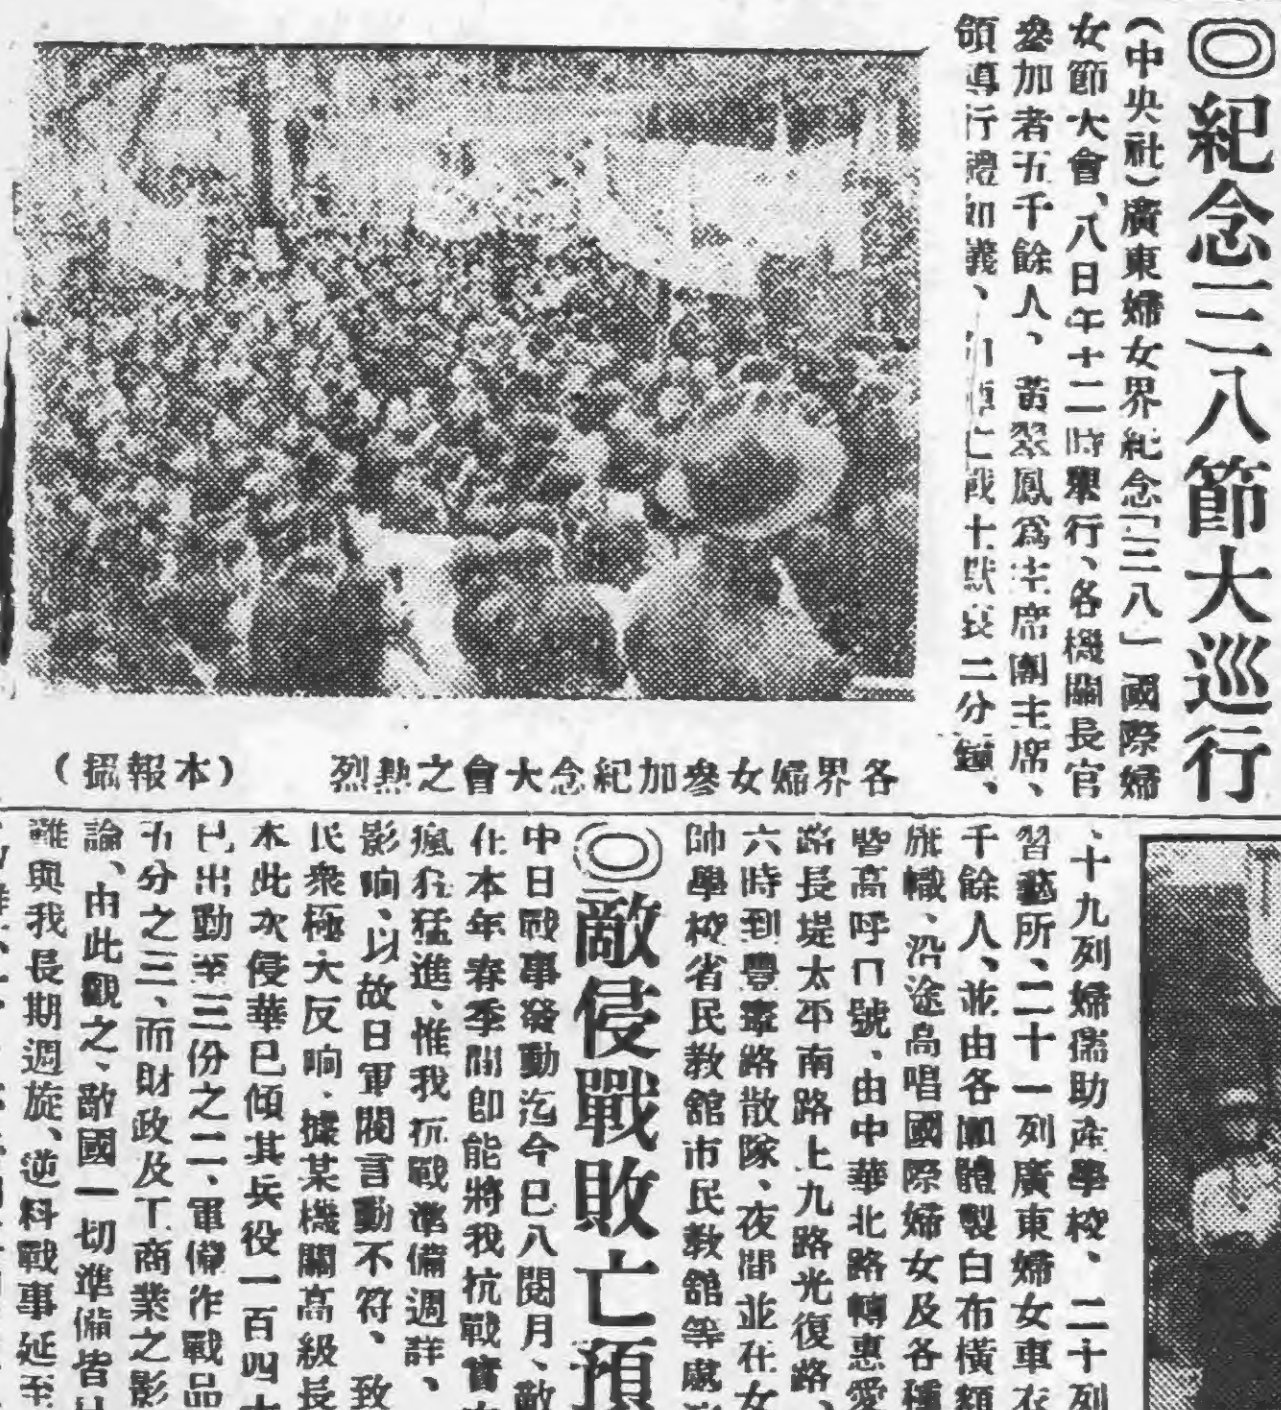 ◎紀念三八節大巡行
(中央社)廣東婦女界紀念「三八」國際婦
女節大會、八日午十二時舉行、各機關長官
參加者五千餘人、黃翠鳳為主席團主席、
領導行禮如儀、亡戰士默哀二分鐘、
各界婦女參加紀念大會之熱烈 (本報攝)
、十九列婦孺助產學校、二十列
習藝所、二十一列廣東婦女車衣
千餘人、並由各團體製白布橫額
旗幟、沿途高唱國際婦女及各種
暨高呼口號、由中華北路轉惠愛
路長堤太平南路上九路光復路、
六時到豐寧路散隊、夜間並在女
師學校省民教館市民教館等處
◎敵侵戰敗亡預
中日戰事發動迄今已八閱月、敵
在本年春季間即能將我抗戰實
瘋狂猛進、惟我抗戰準備週詳、
影响、以故日軍閥言動不符、致
民衆極大反响、據某機關高級長
本此次侵華已傾其兵役一百四十
已出動至三份之二、軍備作戰品
五分之三、而財政及工商業之影
論、由此觀之、敵國一切準備皆
雖與我長期週旋、逆料戰事延至